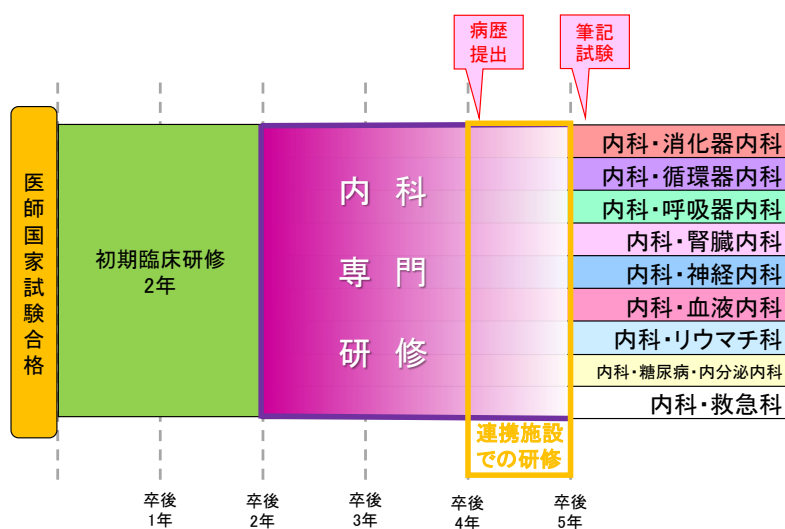 病歴
提出
筆記
試験
医師国家試験合格
初期臨床研修
2年
内科
専門
研修
内科・消化器内科
内科・循環器内科
内科・呼吸器内科
内科・腎臓内科
内科・神経内科
内科・血液内科
内科・リウマチ科
内科・糖尿病・内分泌内科
内科・救急科
連携施設
での研修
卒後
1年
卒後
2年
卒後
3年
卒後
4年
卒後
5年